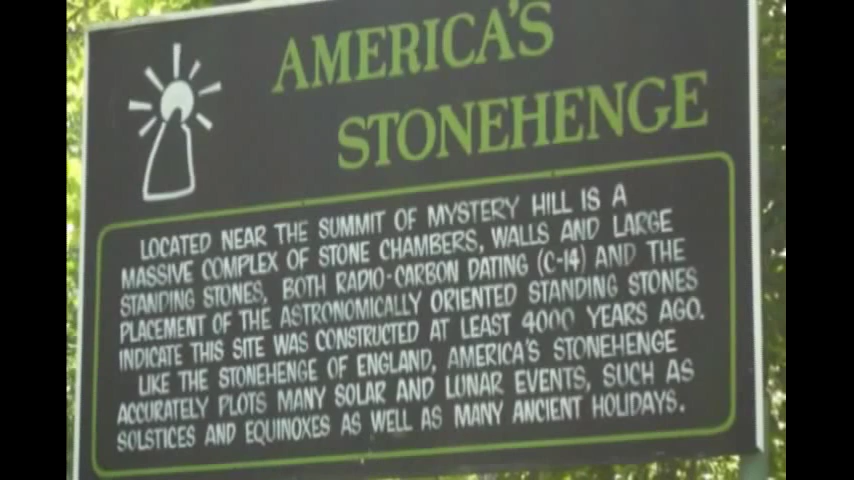 AMERICA'S
STONEHENGE
LOCATED NEAR THE SUMMIT OF MYSTERY HILL IS A
MASSIVE COMPLEX OF STONE CHAMBERS, WALLS AND LARGE
STANDING STONES, BOTH RADIO-CARBON DATING (C-14) AND THE
PLACEMENT OF THE ASTRONOMICALLY ORIENTED STANDING STONES
INDICATE THIS SITE WAS CONSTRUCTED AT LEAST 4000 YEARS AGO.
LIKE THE STONEHENGE OF ENGLAND, AMERICA'S STONEHENGE
ACCURATELY PLOTS MANY SOLAR AND LUNAR EVENTS, SUCH AS
SOLSTICES AND EQUINOXES AS WELL AS MANY ANCIENT HOLIDAYS.